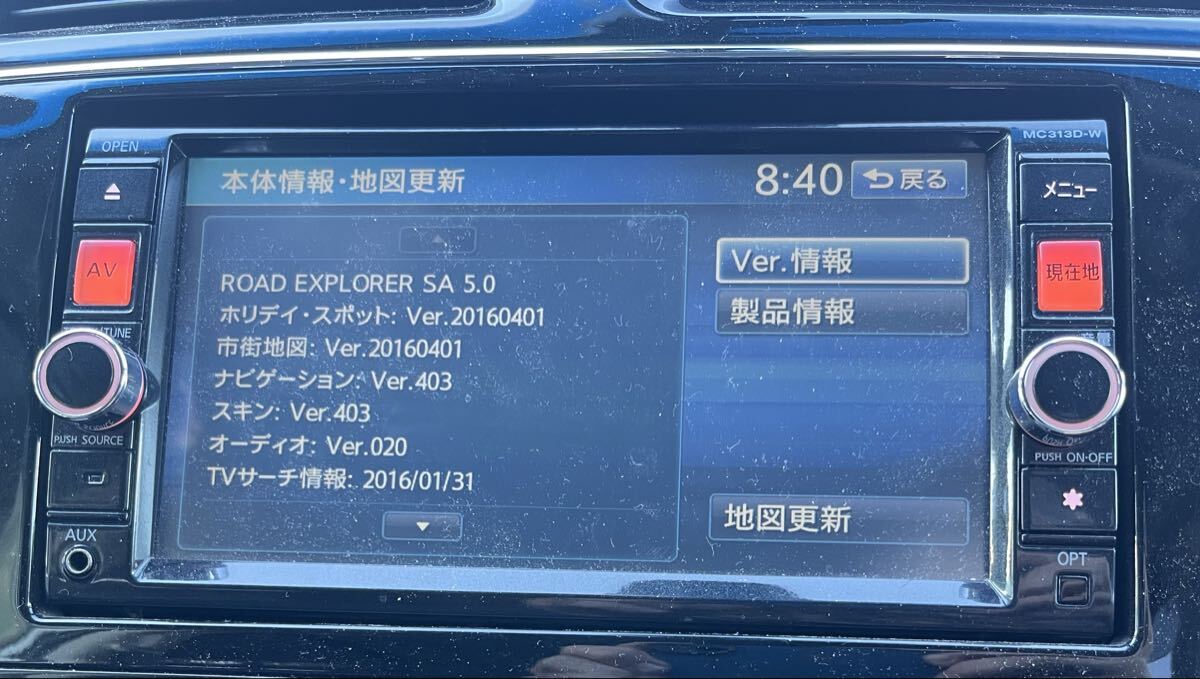 OPEN
MC313D-W
本体情報・地図更新
8:40
戻る
メニュー
AV
現在地
Ver.情報
製品情報
ROAD EXPLORER SA 5.0
ホリデイ・スポット: Ver.20160401
市街地図: Ver.20160401
ナビゲーション: Ver.403
スキン: Ver.403
オーディオ: Ver.020
TVサーチ情報: 2016/01/31
/TUNE
音量
PUSH SOURCE
PUSH ON·OFF
地図更新
AUX
OPT